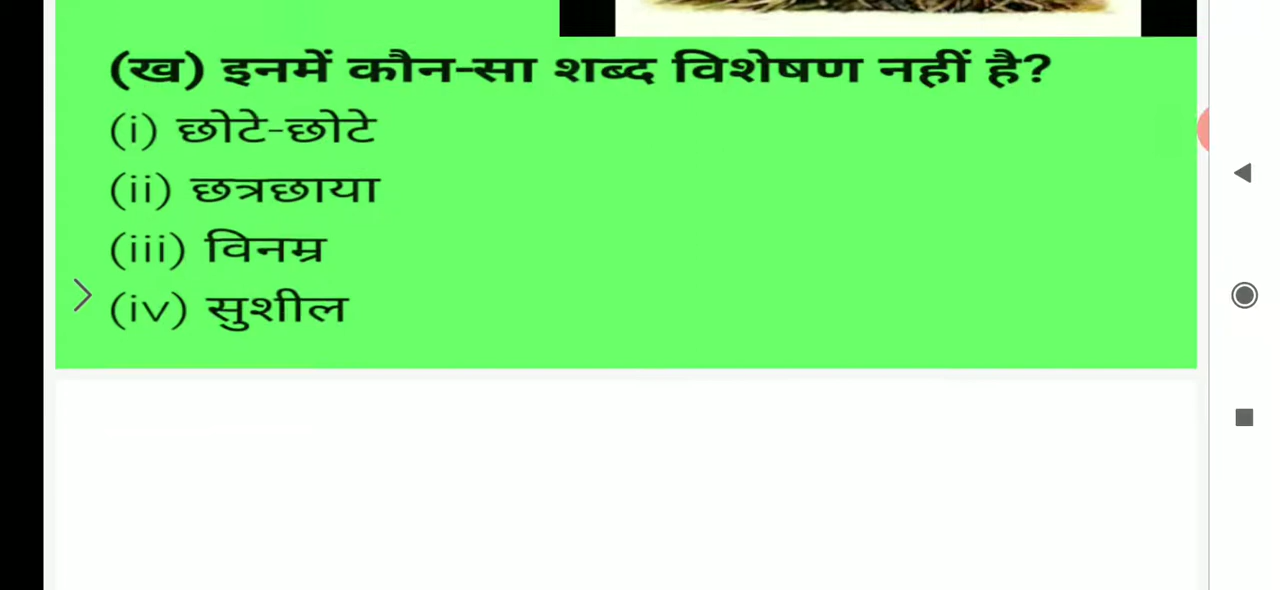 (ख) इनमें कौन-सा शब्द विशेषण नहीं है?
(i) छोटे-छोटे
(ii) छत्रछाया
(iii) विनम्र
(iv) सुशील